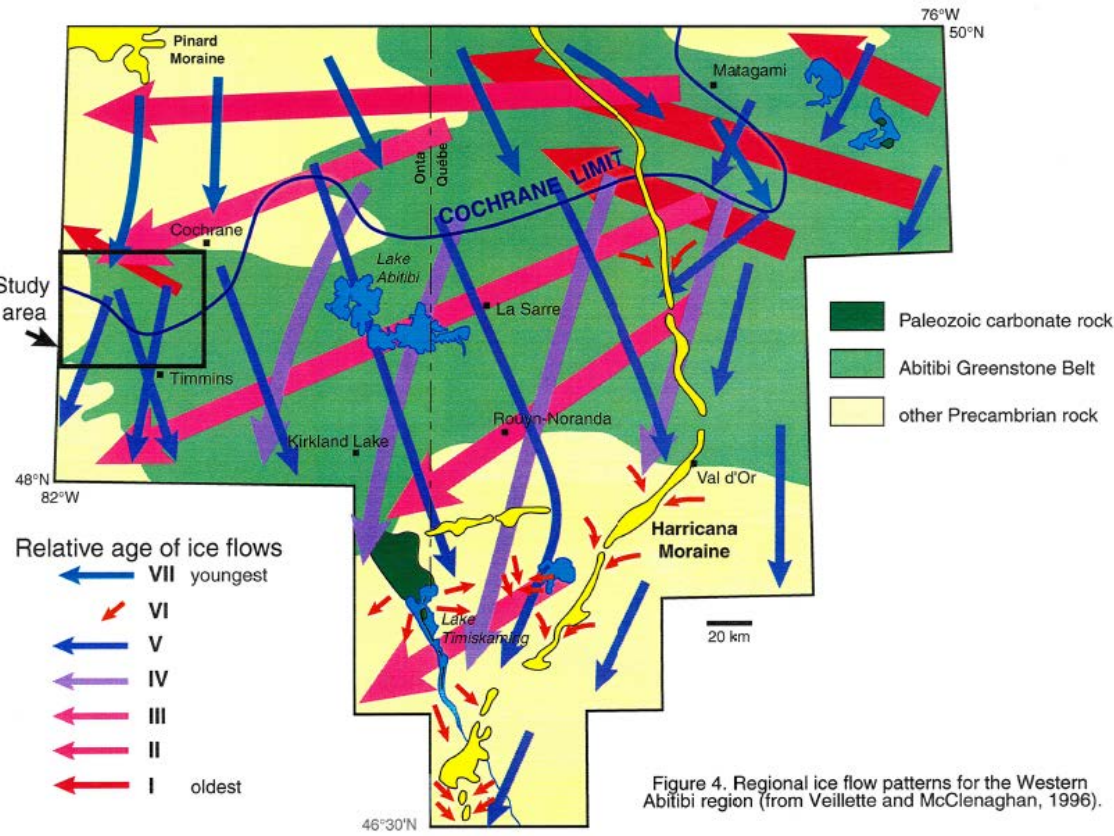 76°W
50°N
Pinard
Moraine
Matagami
Onta
Québe
COCHRANE LIMIT
Cochrane
Lake
Abitibi
Study
area
La Sarre
Paleozoic carbonate rock
Timmins
Abitibi Greenstone Belt
Rouyn-Noranda
other Precambrian rock
Kirkland Lake
48°N
82°W
Val d'Or
Harricana
Moraine
Relative age of ice flows
VII youngest
VI
V
IV
III
II
I oldest
Lake
Timiskaming
20 km
Figure 4. Regional ice flow patterns for the Western
Abitibi region (from Veillette and McClenaghan, 1996).
46°30'N